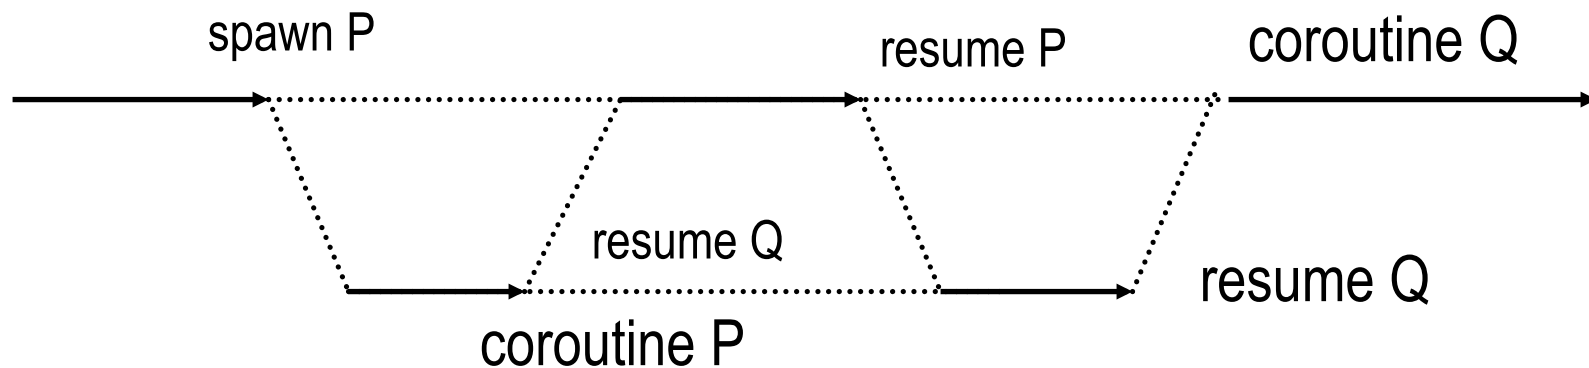 spawn P
resume P
coroutine Q
resume Q
resume Q
coroutine P